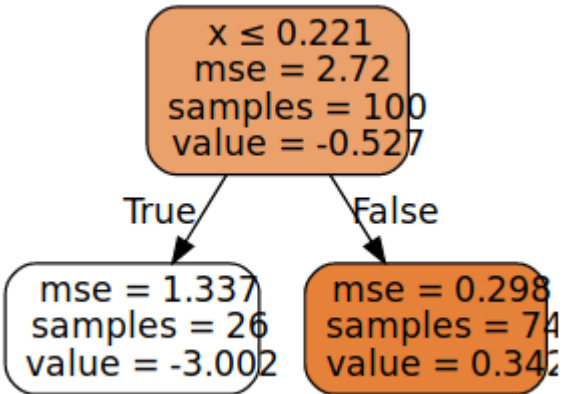 x ≤ 0.221
mse = 2.72
samples = 100
value = -0.527
True
False
mse = 1.337
samples = 26
value = -3.002
mse = 0.298
samples = 74
value = 0.342